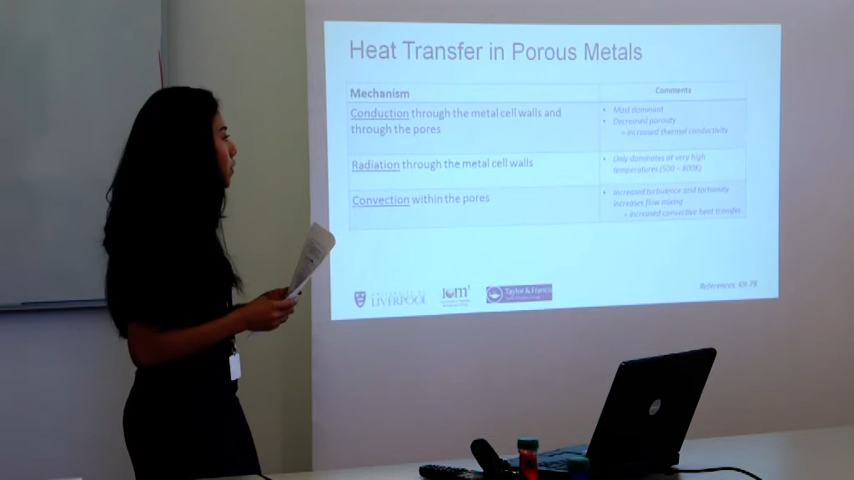 Heat Transfer in Porous Metals
Mechanism
Comments
Conduction through the metal cell walls and
through the pores
• Most dominant
• Decreased porosity
= increased thermal conductivity
Radiation through the metal cell walls
• Only dominates at very high
temperatures (500 – 800K)
Convection within the pores
• Increased turbulence and tortuosity
increases flow mixing
= increased convective heat transfer
UNIVERSITY OF
LIVERPOOL
IOM3
Taylor & Francis
References: 69-78